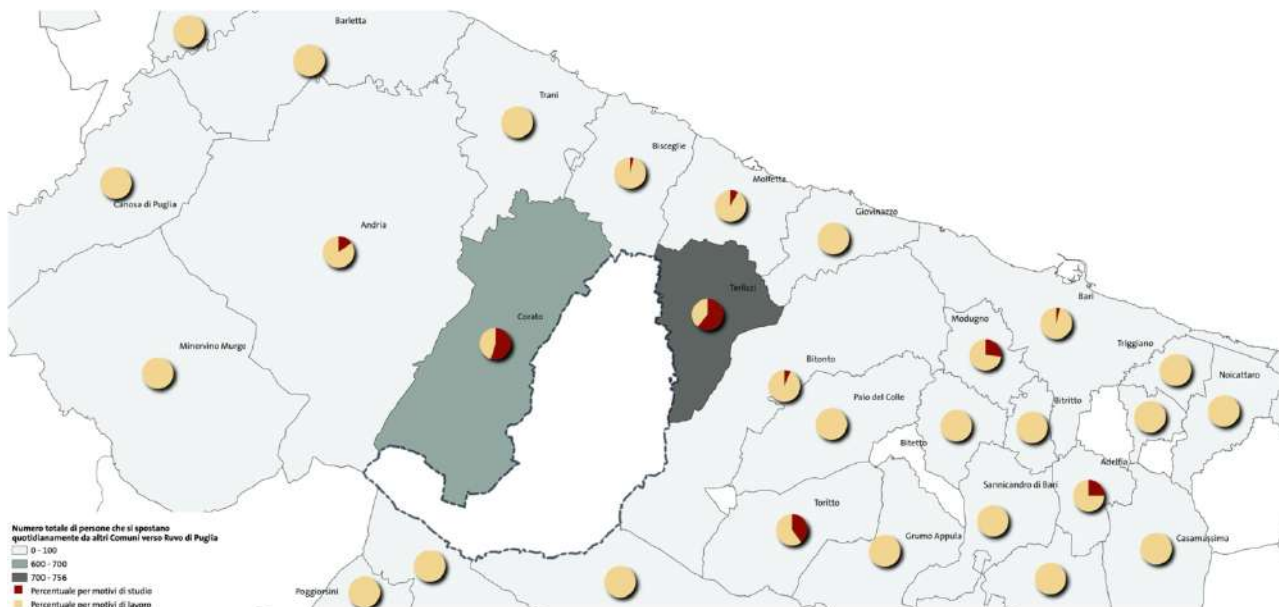 Barletta
Trani
Bisceglie
Molfetta
Giovinazzo
Canosa di Puglia
Andria
Terlizzi
Bari
Corato
Modugno
Triggiano
Minervino Murge
Bitonto
Noicattaro
Palo del Colle
Bitritto
Bitetto
Adelfia
Sannicandro di Bari
Toritto
Grumo Appula
Casamassima
Poggiorsini
Numero totale di persone che si spostano
quotidianamente da altri Comuni verso Ruvo di Puglia
0 - 100
600 - 700
700 - 756
Percentuale per motivi di studio
Percentuale per motivi di lavoro